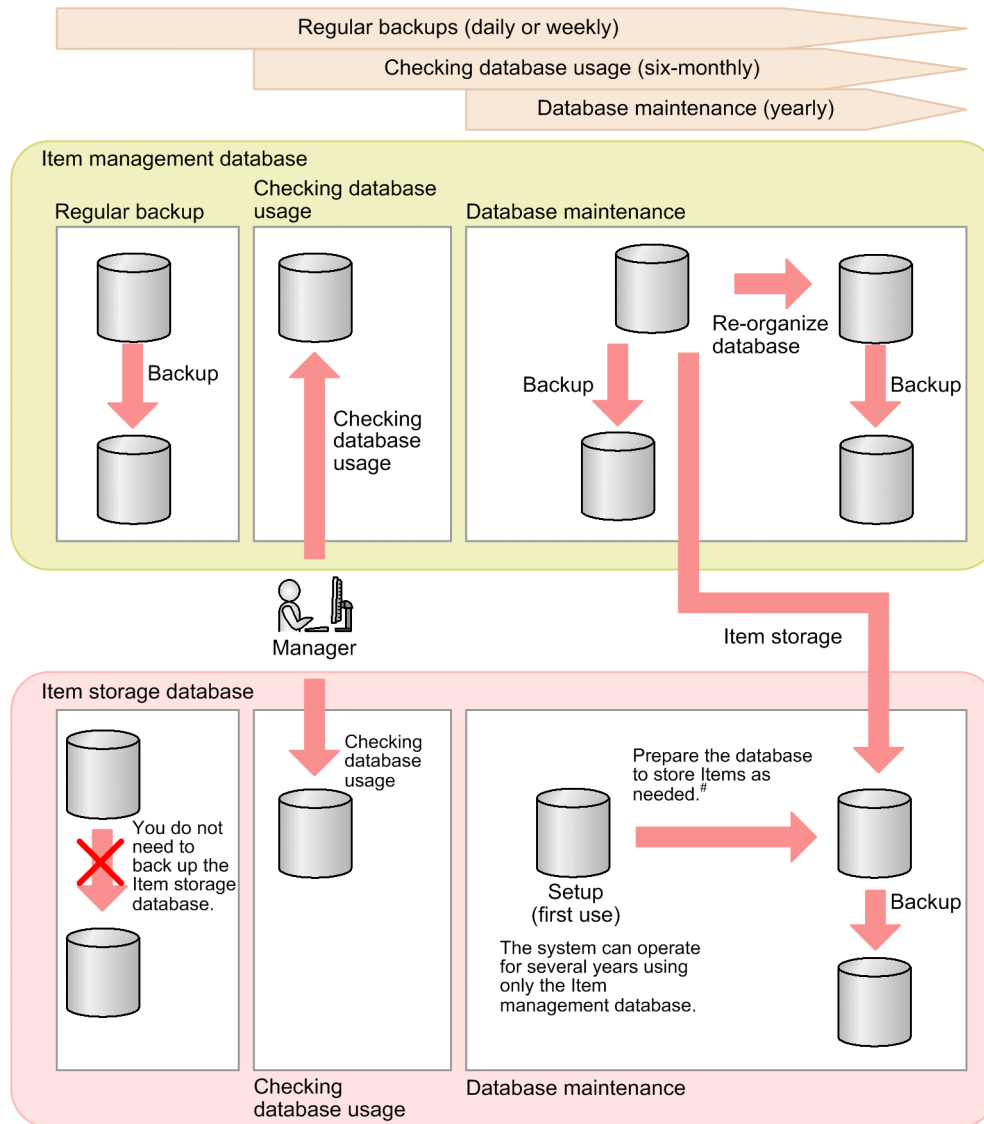 Regular backups (daily or weekly)
Checking database usage (six-monthly)
Database maintenance (yearly)
Item management database
Regular backup
Checking database
usage
Database maintenance
Backup
Checking
database
usage
Re-organize
database
Backup
Backup
Manager
Item storage
Item storage database
You do not
need to
back up the
Item storage
database.
Checking
database
usage
Prepare the database
to store Items as
needed.#
Setup
(first use)
Backup
The system can operate
for several years using
only the Item
management database.
Checking
database usage
Database maintenance